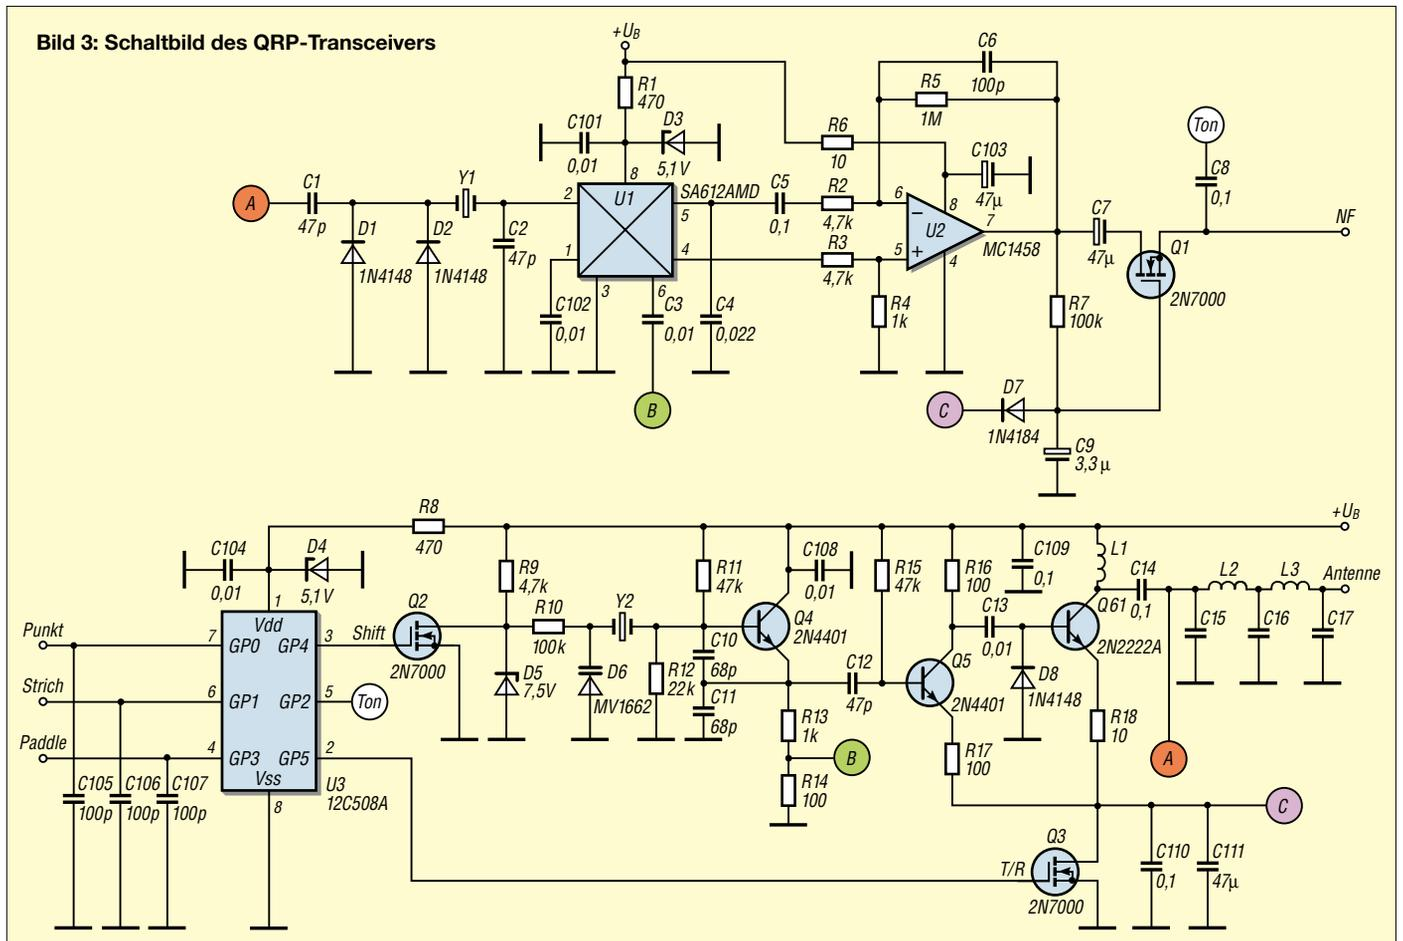 Bild 3: Schaltbild des QRP-Transceivers
+UB
R1
470
C101
0,01
D3
5,1V
8
A
C1
47p
D1
1N4148
D2
1N4148
Y1
C2
47p
2
U1
SA612AMD
5
1
4
3
6
C102
0,01
C3
0,01
C4
0,022
B
C5
0,1
R6
10
R2
4,7k
R3
4,7k
R4
1k
C6
100p
R5
1M
C103
47µ
6
8
−
U2
+
5
7
4
MC1458
C7
47µ
Ton
C8
0,1
NF
Q1
2N7000
R7
100k
C
D7
1N4184
C9
3,3 µ
+UB
R8
470
C104
0,01
D4
5,1V
1
Vdd
Punkt
7
GP0
GP4
3
Shift
Strich
6
GP1
GP2
5
Ton
Paddle
4
GP3
GP5
2
Vss
8
U3
12C508A
C105
100p
C106
100p
C107
100p
Q2
2N7000
R9
4,7k
R10
100k
D5
7,5V
D6
MV1662
Y2
R12
22k
R11
47k
C10
68p
C11
68p
C108
0,01
Q4
2N4401
R13
1k
B
R14
100
C12
47p
R15
47k
R16
100
Q5
2N4401
R17
100
C13
0,01
C109
0,1
D8
1N4148
L1
Q61
2N2222A
R18
10
C14
0,1
L2
L3
Antenne
C15
C16
C17
A
C
T/R
Q3
2N7000
C110
0,1
C111
47µ